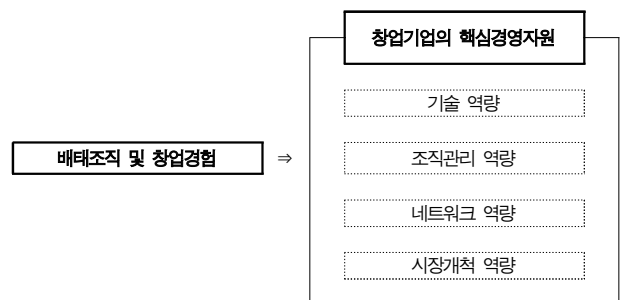 창업기업의 핵심경영자원
기술 역량
배태조직 및 창업경험 ⇒
조직관리 역량
네트워크 역량
시장개척 역량